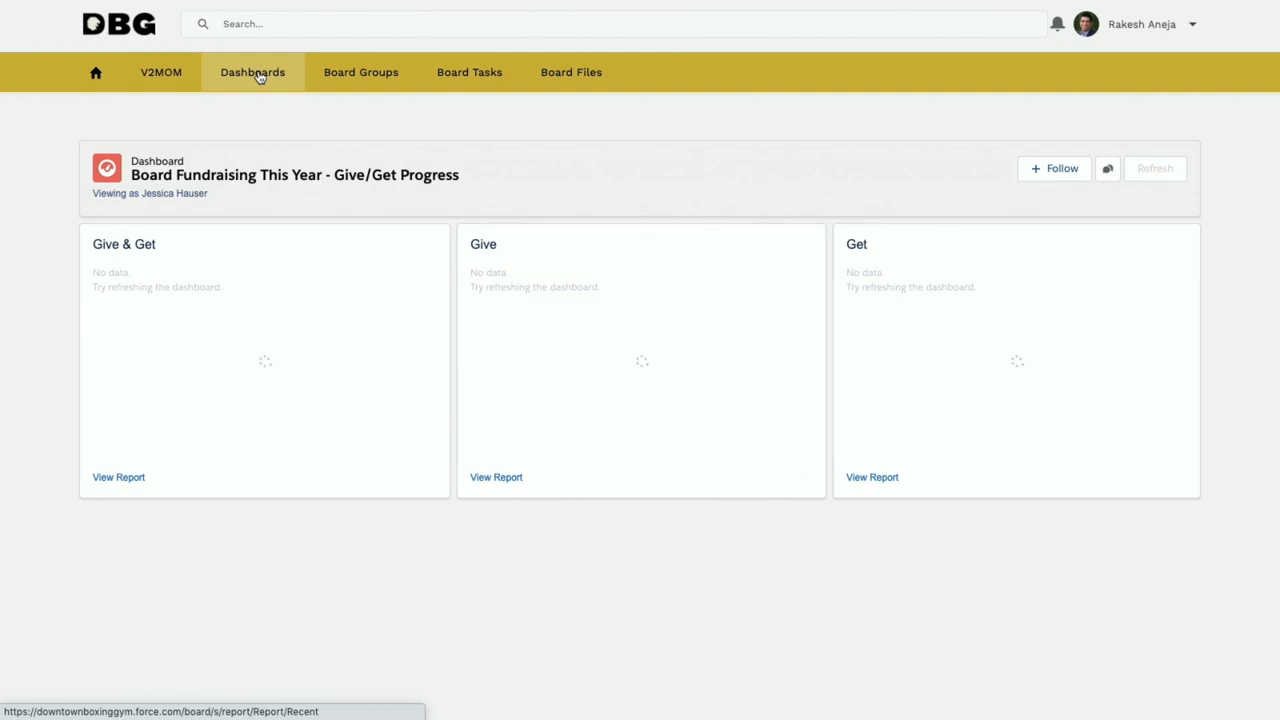 DBG
Search...
Rakesh Aneja
V2MOM
Dashboards
Board Groups
Board Tasks
Board Files
Dashboard
Board Fundraising This Year - Give/Get Progress
Viewing as Jessica Hauser
+ Follow
Refresh
Give & Get
No data.
Try refreshing the dashboard.
View Report
Give
No data.
Try refreshing the dashboard.
View Report
Get
No data.
Try refreshing the dashboard.
View Report
https://downtownboxinggym.force.com/board/s/report/Report/Recent